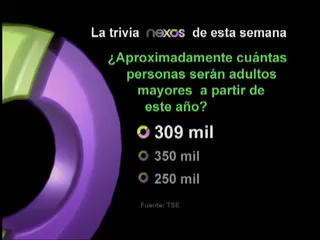 La trivia nexos de esta semana
¿Aproximadamente cuántas
personas serán adultos
mayores a partir de
este año?
309 mil
350 mil
250 mil
Fuente: TSE